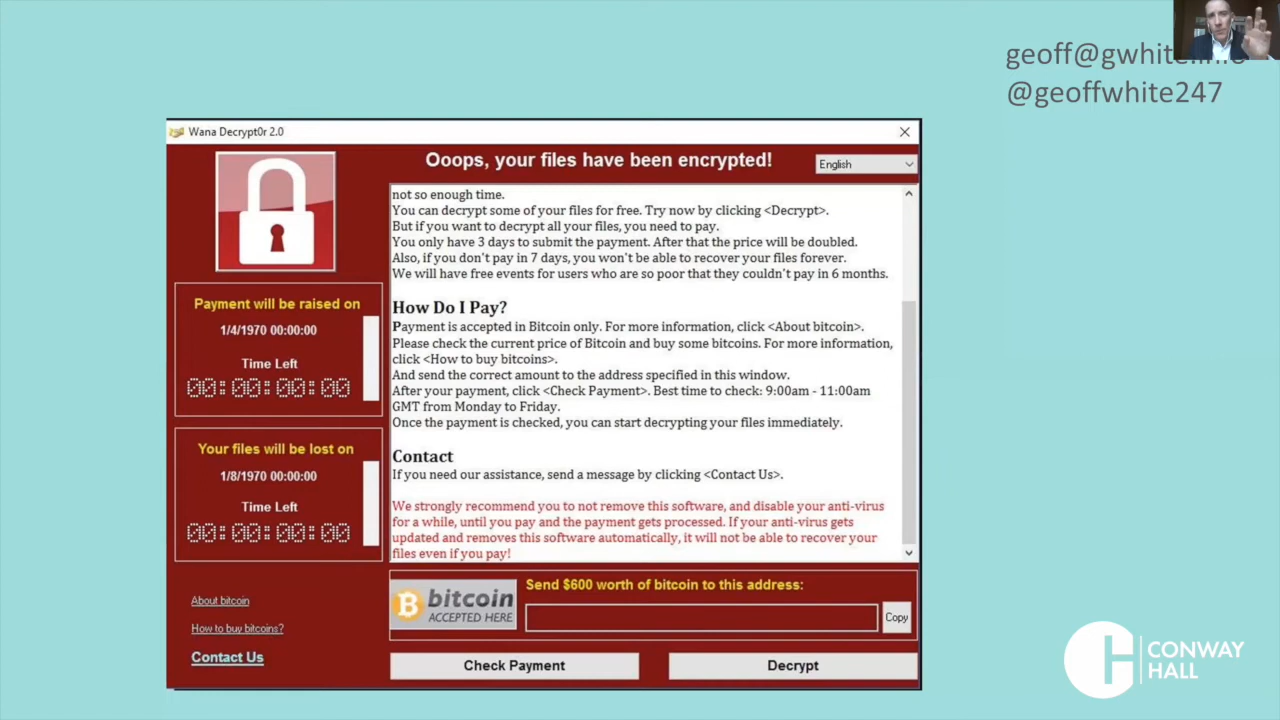 geoff@gwhite.info
@geoffwhite247
Wana Decrypt0r 2.0
Ooops, your files have been encrypted!
English
not so enough time.
You can decrypt some of your files for free. Try now by clicking <Decrypt>.
But if you want to decrypt all your files, you need to pay.
You only have 3 days to submit the payment. After that the price will be doubled.
Also, if you don't pay in 7 days, you won't be able to recover your files forever.
We will have free events for users who are so poor that they couldn't pay in 6 months.
How Do I Pay?
Payment is accepted in Bitcoin only. For more information, click <About bitcoin>.
Please check the current price of Bitcoin and buy some bitcoins. For more information,
click <How to buy bitcoins>.
And send the correct amount to the address specified in this window.
After your payment, click <Check Payment>. Best time to check: 9:00am - 11:00am
GMT from Monday to Friday.
Once the payment is checked, you can start decrypting your files immediately.
Contact
If you need our assistance, send a message by clicking <Contact Us>.
We strongly recommend you to not remove this software, and disable your anti-virus
for a while, until you pay and the payment gets processed. If your anti-virus gets
updated and removes this software automatically, it will not be able to recover your
files even if you pay!
Payment will be raised on
1/4/1970 00:00:00
Time Left
00:00:00:00
Your files will be lost on
1/8/1970 00:00:00
Time Left
00:00:00:00
About bitcoin
How to buy bitcoins?
Contact Us
bitcoin
ACCEPTED HERE
Send $600 worth of bitcoin to this address:
Copy
Check Payment
Decrypt
CONWAY
HALL